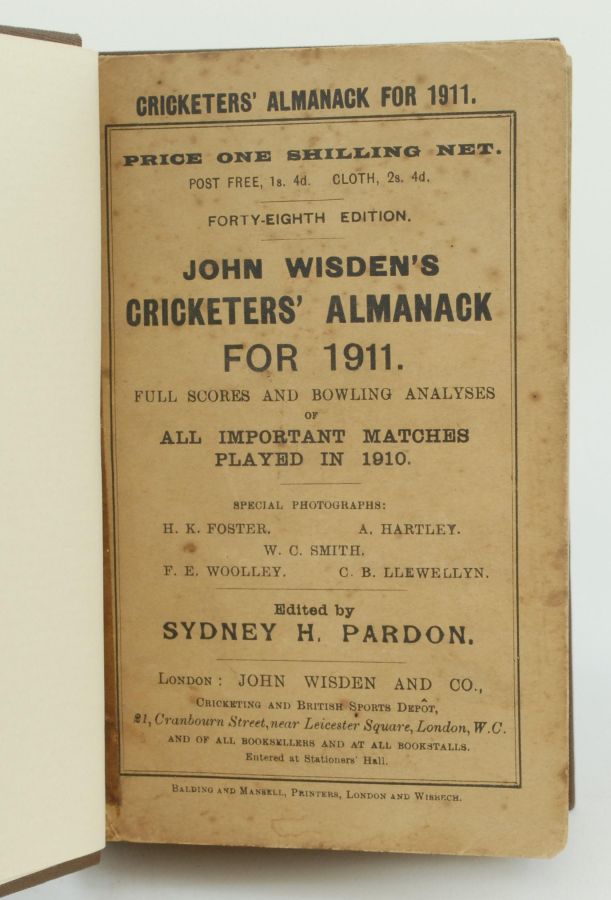 CRICKETERS' ALMANACK FOR 1911.
PRICE ONE SHILLING NET.
POST FREE, 1s. 4d. CLOTH, 2s. 4d.
FORTY-EIGHTH EDITION.
JOHN WISDEN'S
CRICKETERS' ALMANACK
FOR 1911.
FULL SCORES AND BOWLING ANALYSES
OF
ALL IMPORTANT MATCHES
PLAYED IN 1910.
SPECIAL PHOTOGRAPHS:
H. K. FOSTER. A. HARTLEY.
W. C. SMITH.
F. E. WOOLLEY. C. B. LLEWELLYN.
Edited by
SYDNEY H. PARDON.
LONDON: JOHN WISDEN AND CO.,
CRICKETING AND BRITISH SPORTS DEPÔT,
21, Cranbourn Street, near Leicester Square, London, W.C.
AND OF ALL BOOKSELLERS AND AT ALL BOOKSTALLS.
Entered at Stationers' Hall.
BALDING AND MANSELL, PRINTERS, LONDON AND WISBECH.